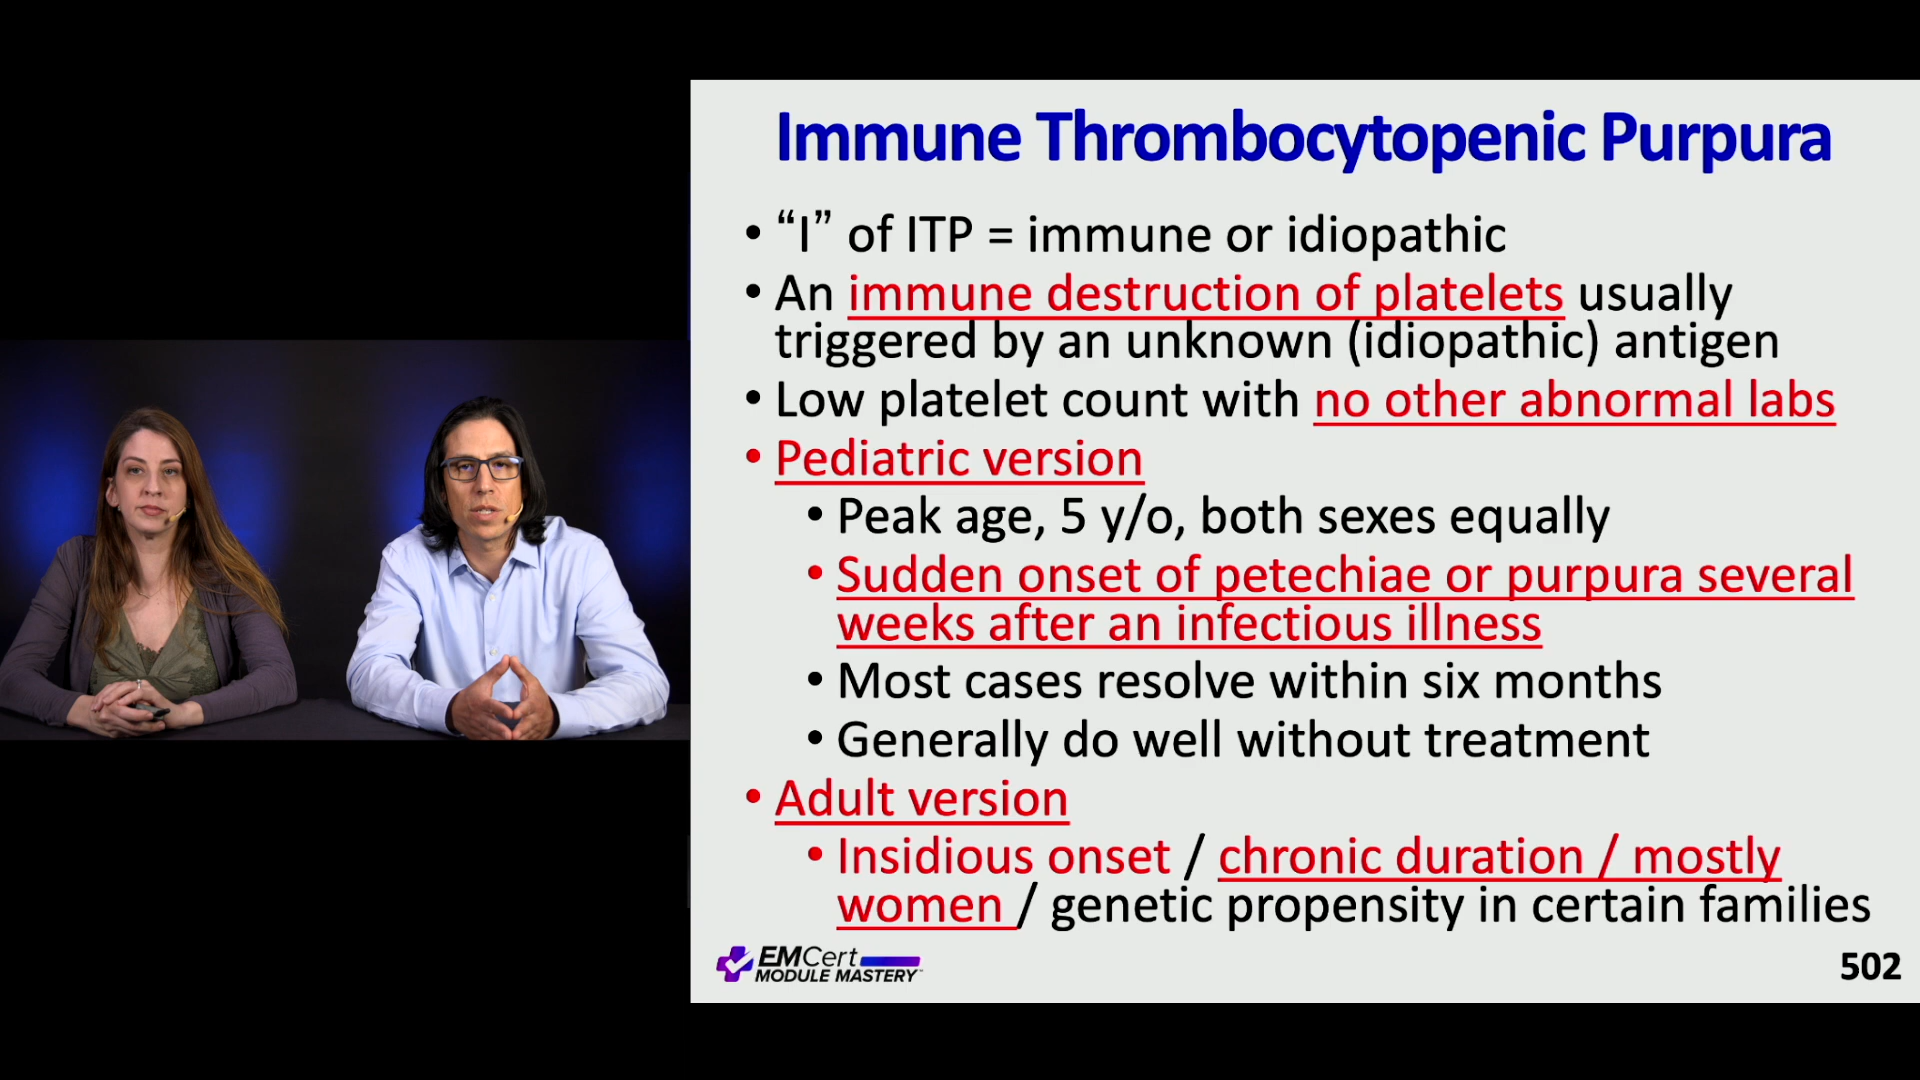 Immune Thrombocytopenic Purpura
• “I” of ITP = immune or idiopathic
• An immune destruction of platelets usually
triggered by an unknown (idiopathic) antigen
• Low platelet count with no other abnormal labs
• Pediatric version
• Peak age, 5 y/o, both sexes equally
• Sudden onset of petechiae or purpura several
weeks after an infectious illness
• Most cases resolve within six months
• Generally do well without treatment
• Adult version
• Insidious onset / chronic duration / mostly
women / genetic propensity in certain families
EMCert
MODULE MASTERY™
502